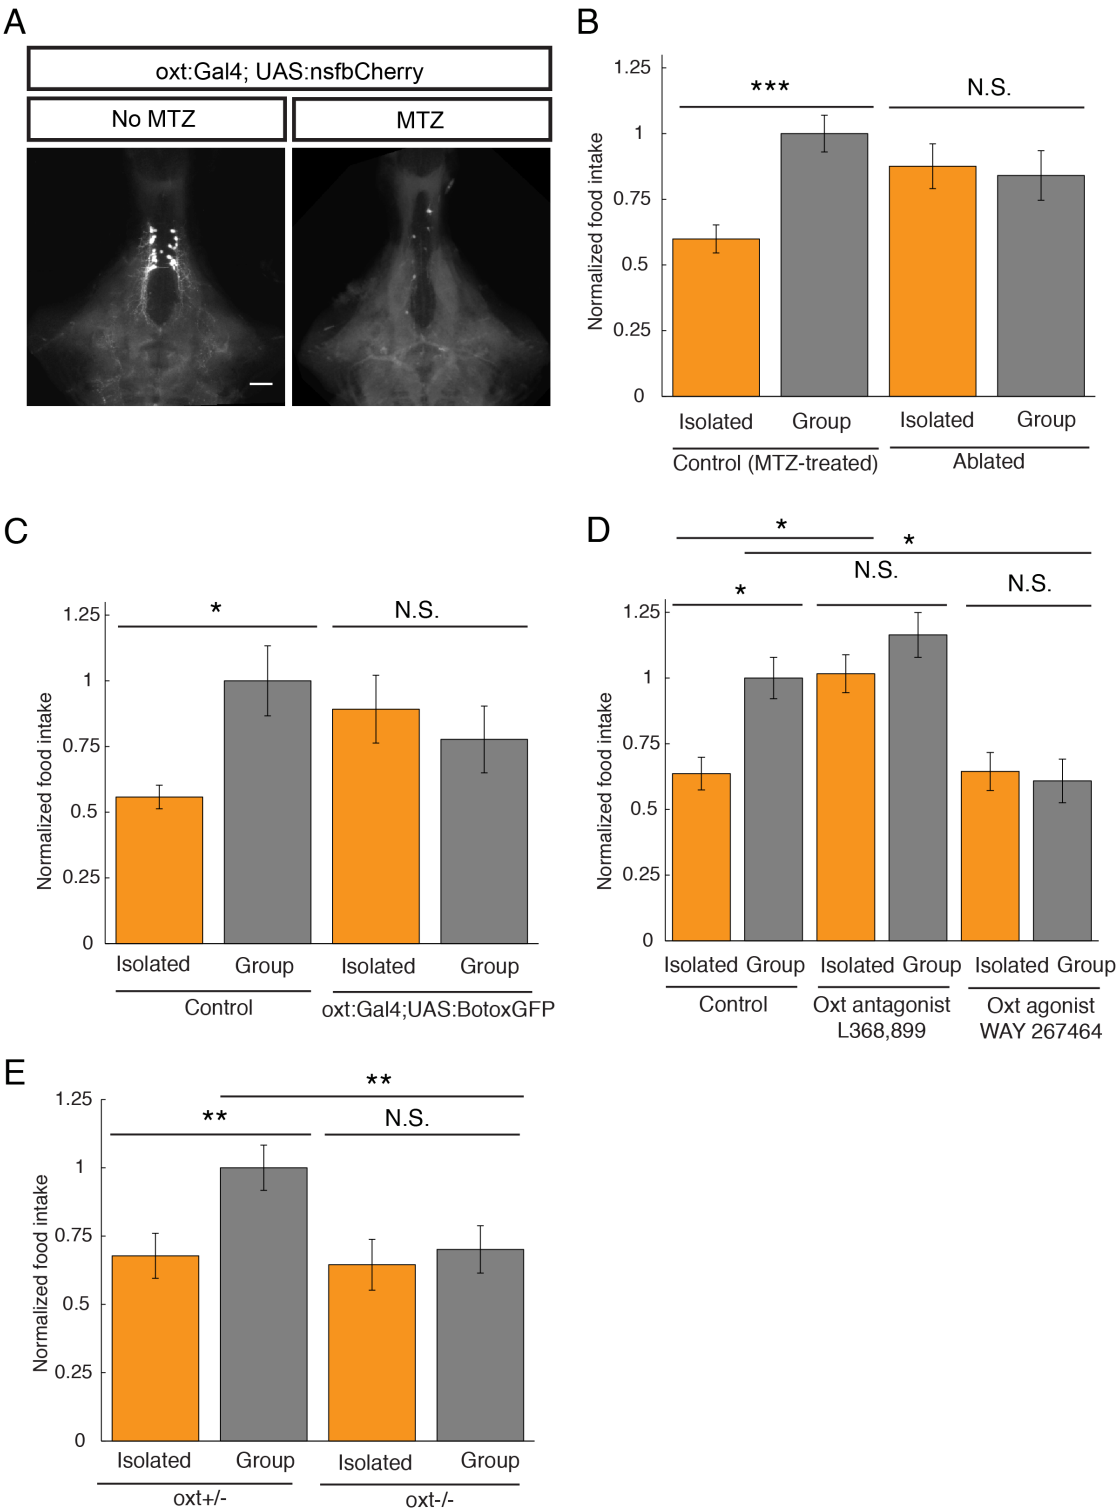 A
oxt:Gal4; UAS:nsfbCherry
No MTZ
MTZ
B
1.25
1
0.75
0.5
0.25
0
Normalized food intake
***
N.S.
Isolated
Group
Isolated
Group
Control (MTZ-treated)
Ablated
C
1.25
1
0.75
0.5
0.25
0
Normalized food intake
*
N.S.
Isolated
Group
Isolated
Group
Control
oxt:Gal4;UAS:BotoxGFP
D
*
*
N.S.
N.S.
*
1.25
1
0.75
0.5
0.25
0
Normalized food intake
Isolated Group
Isolated Group
Isolated Group
Control
Oxt antagonist
L368,899
Oxt agonist
WAY 267464
E
**
**
N.S.
1.25
1
0.75
0.5
0.25
0
Normalized food intake
Isolated
Group
Isolated
Group
oxt+/-
oxt-/-